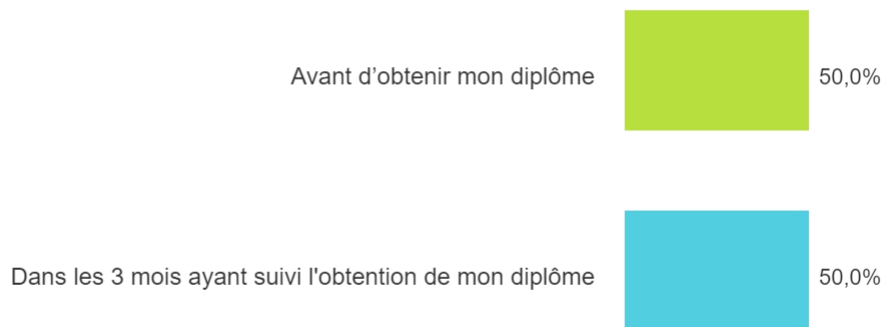 Avant d’obtenir mon diplôme 50,0%
Dans les 3 mois ayant suivi l'obtention de mon diplôme 50,0%